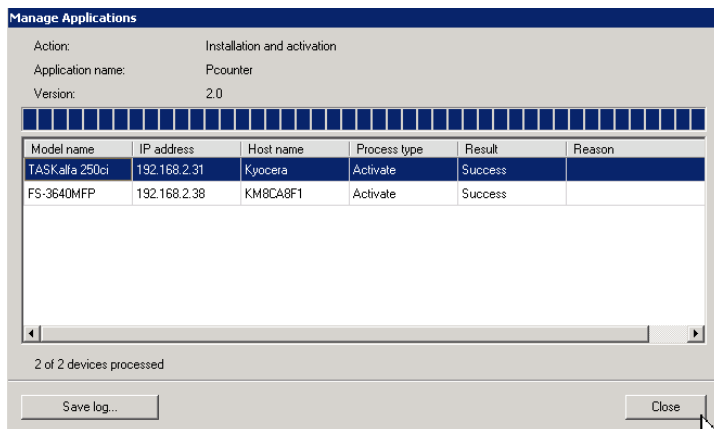 Manage Applications
Action: Installation and activation
Application name: Pcounter
Version: 2.0
Model name IP address Host name Process type Result Reason
TASKalfa 250ci 192.168.2.31 Kyocera Activate Success
FS-3640MFP 192.168.2.38 KM8CA8F1 Activate Success
2 of 2 devices processed
Save log... Close